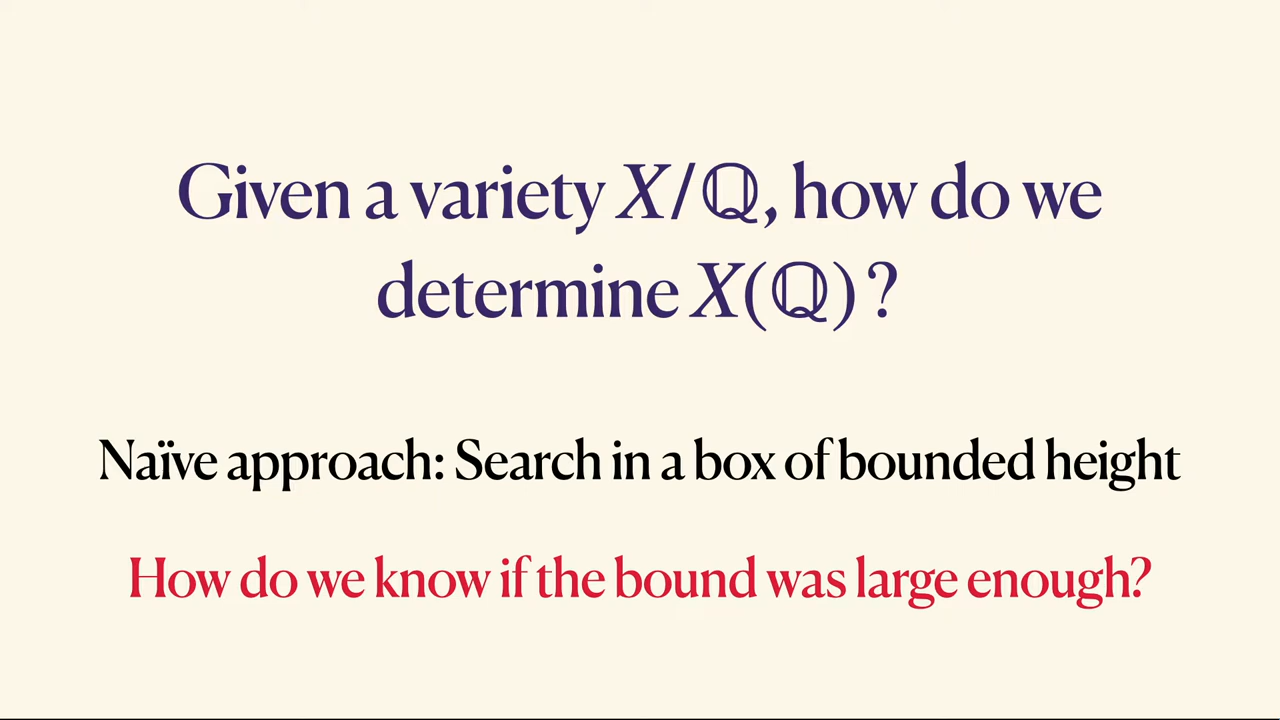 Given a variety X/ℚ, how do we
determine X(ℚ)?
Naïve approach: Search in a box of bounded height
How do we know if the bound was large enough?